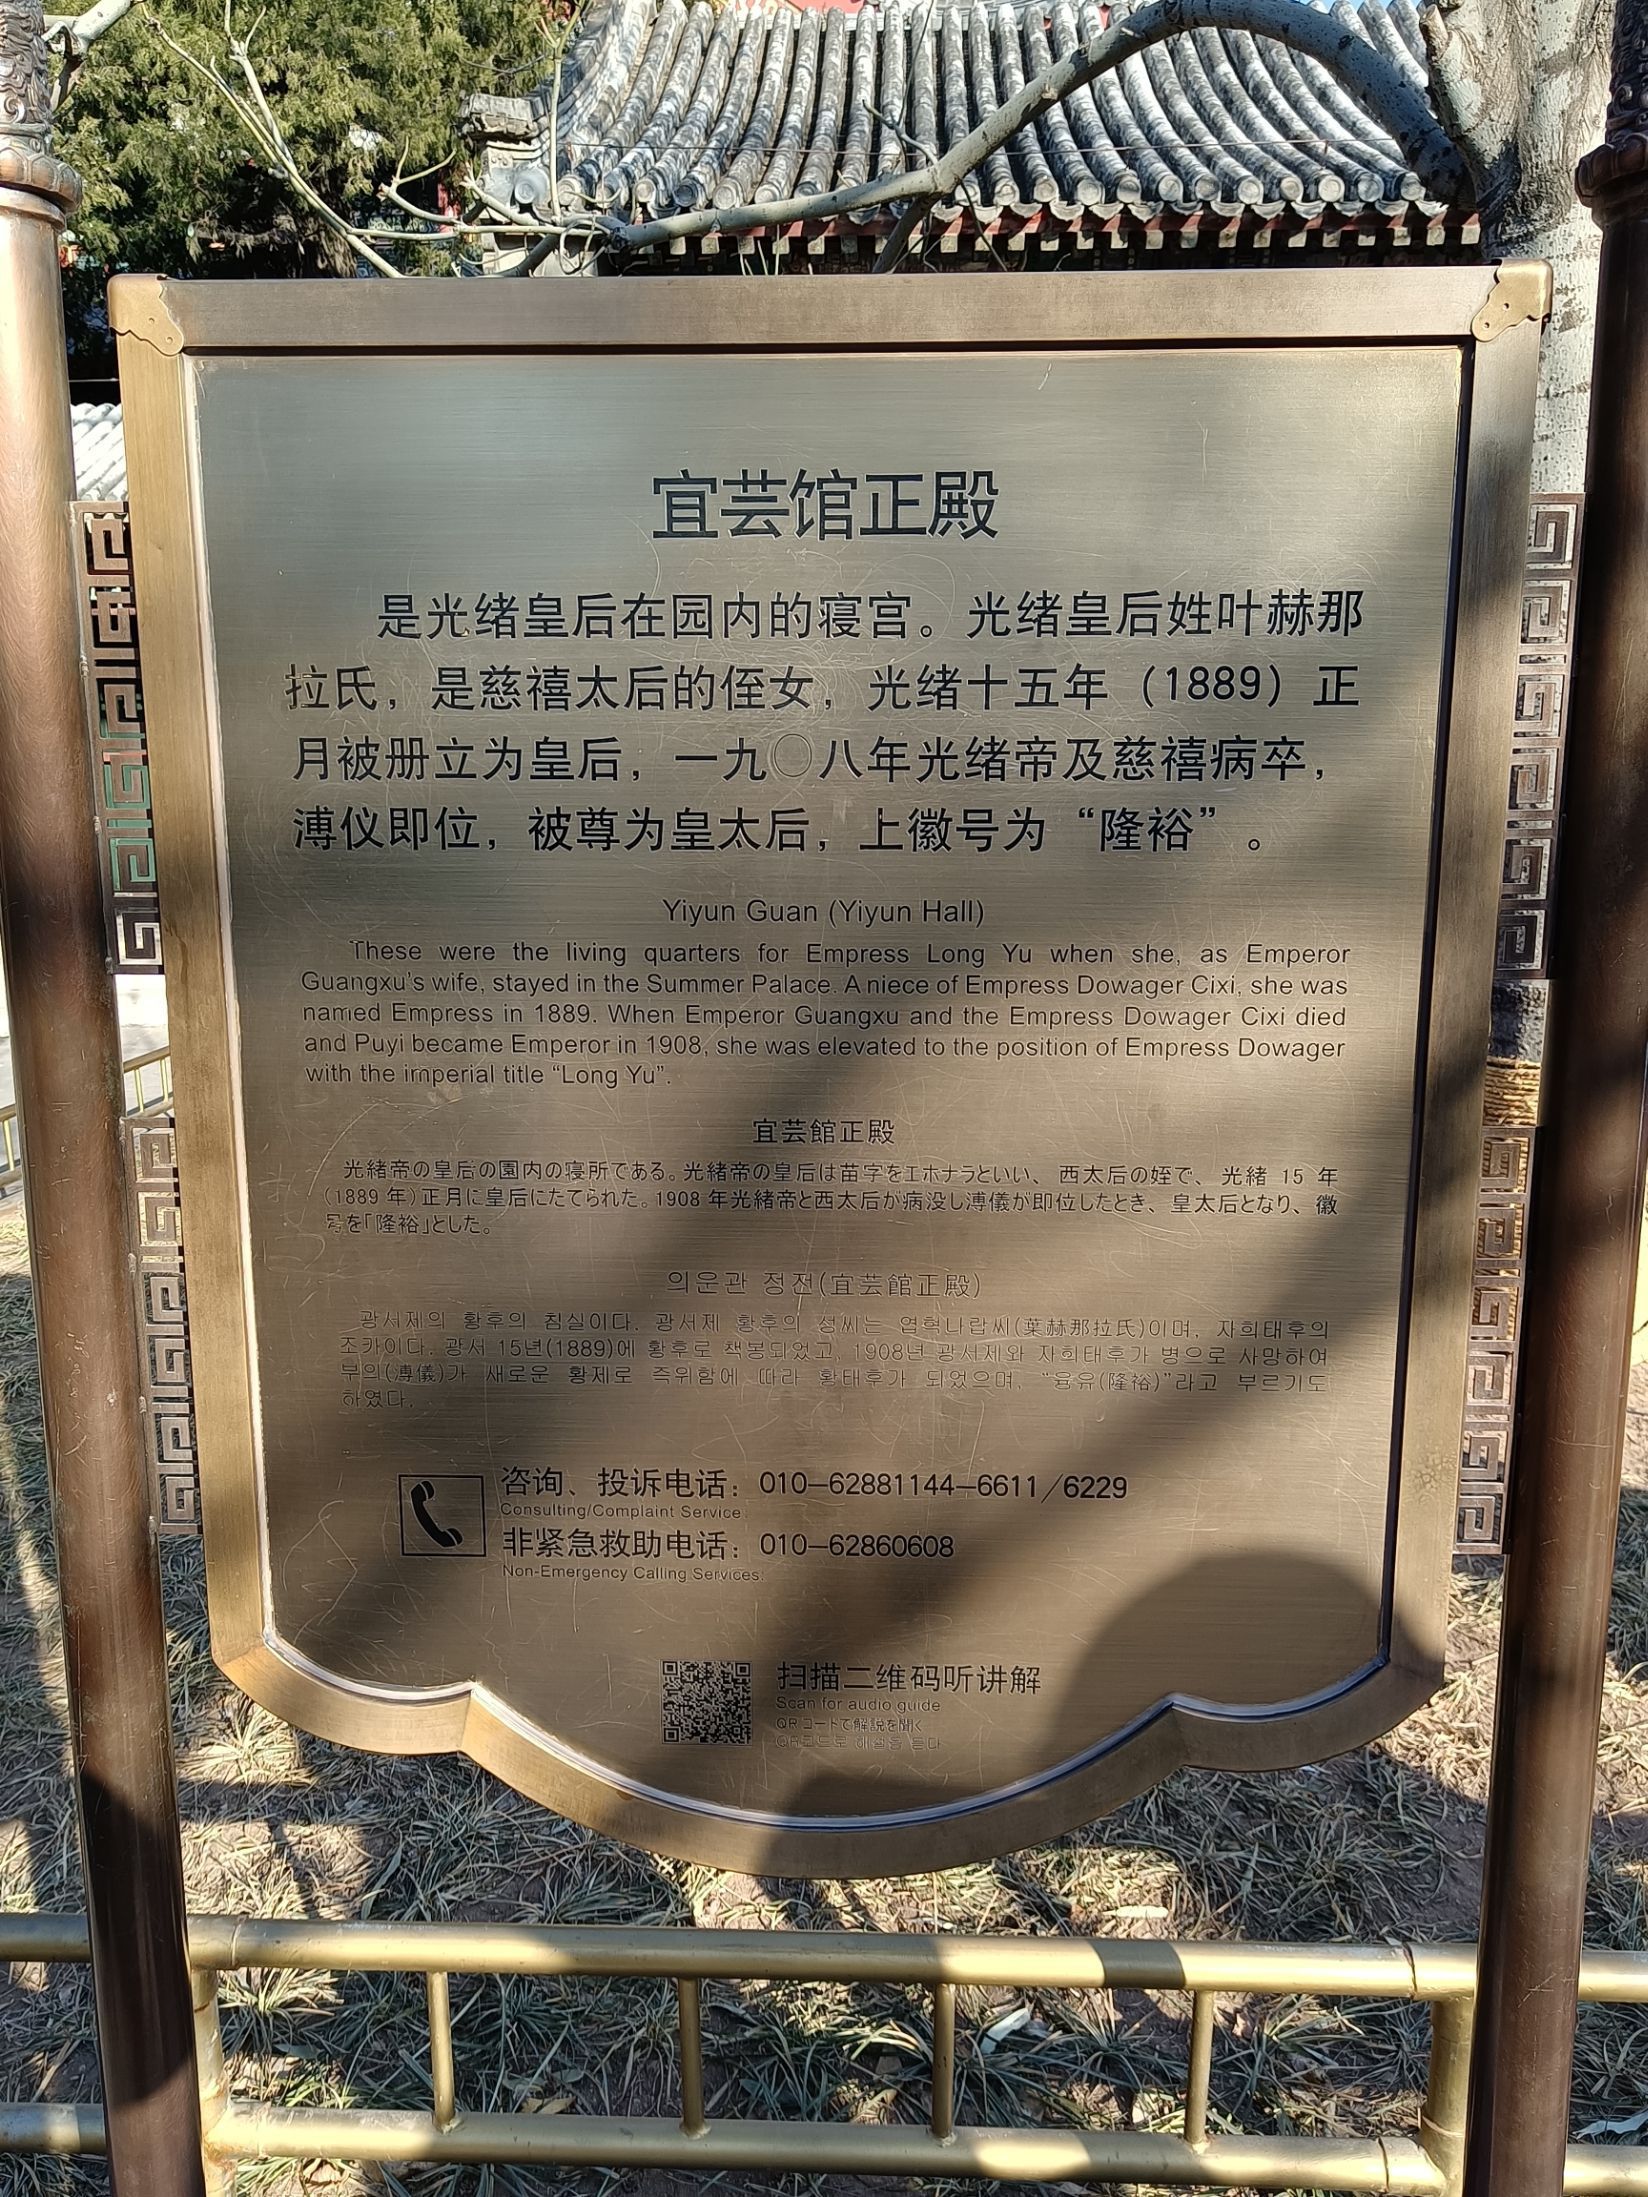 宜芸馆正殿
是光绪皇后在园内的寝宫。光绪皇后姓叶赫那
拉氏，是慈禧太后的侄女，光绪十五年（1889）正
月被册立为皇后，一九〇八年光绪帝及慈禧病卒，
溥仪即位，被尊为皇太后，上徽号为“隆裕”。
Yiyun Guan (Yiyun Hall)
These were the living quarters for Empress Long Yu when she, as Emperor
Guangxu's wife, stayed in the Summer Palace. A niece of Empress Dowager Cixi, she was
named Empress in 1889. When Emperor Guangxu and the Empress Dowager Cixi died
and Puyi became Emperor in 1908, she was elevated to the position of Empress Dowager
with the imperial title “Long Yu”.
宜芸館正殿
光緒帝の皇后の園内の寝所である。光緒帝の皇后は苗字をエホナラといい、西太后の姪で、光緒 15 年
(1889 年)正月に皇后にたてられた。1908 年光緒帝と西太后が病没し溥儀が即位したとき、皇太后となり、徽
号を「隆裕」とした。
의운관 정전(宜芸館正殿)
광서제의 황후의 침실이다. 광서제 황후의 성씨는 엽혁나랍씨(葉赫那拉氏)이며, 자희태후의
조카이다. 광서 15년(1889)에 황후로 책봉되었고, 1908년 광서제와 자희태후가 병으로 사망하여
부의(溥儀)가 새로운 황제로 즉위함에 따라 황태후가 되었으며, “융유(隆裕)”라고 부르기도
하였다.
咨询、投诉电话：010-62881144-6611/6229
Consulting/Complaint Service:
非紧急救助电话：010-62860608
Non-Emergency Calling Services:
扫描二维码听讲解
Scan for audio guide
QRコードで解説を聞く
QR코드로 해설을 듣다